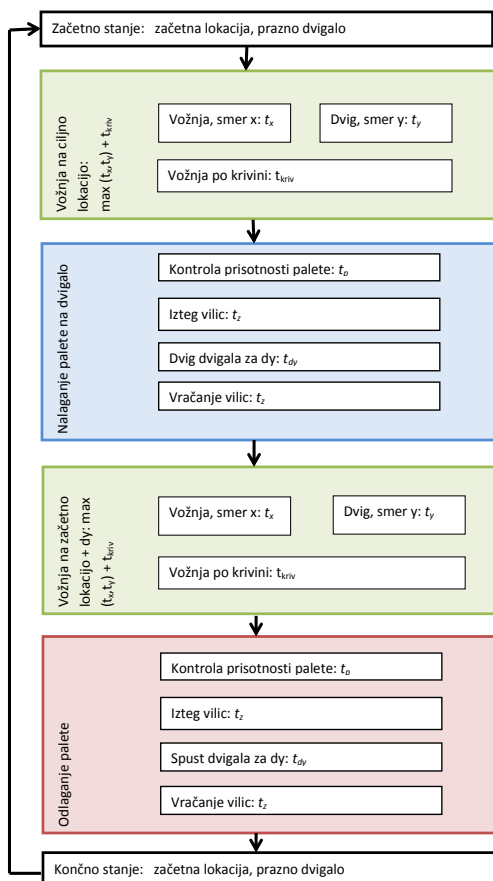 Začetno stanje: začetna lokacija, prazno dvigalo
Vožnja na ciljno
lokacijo:
max (tx,ty) + tkriv
Vožnja, smer x: tx
Dvig, smer y: ty
Vožnja po krivini: tkriv
Nalaganje palete na dvigalo
Kontrola prisotnosti palete: tp
Izteg vilic: tz
Dvig dvigala za dy: tdy
Vračanje vilic: tz
Vožnja na začetno
lokacijo + dy: max
(tx,ty) + tkriv
Vožnja, smer x: tx
Dvig, smer y: ty
Vožnja po krivini: tkriv
Odlaganje palete
Kontrola prisotnosti palete: tp
Izteg vilic: tz
Spust dvigala za dy: tdy
Vračanje vilic: tz
Končno stanje: začetna lokacija, prazno dvigalo